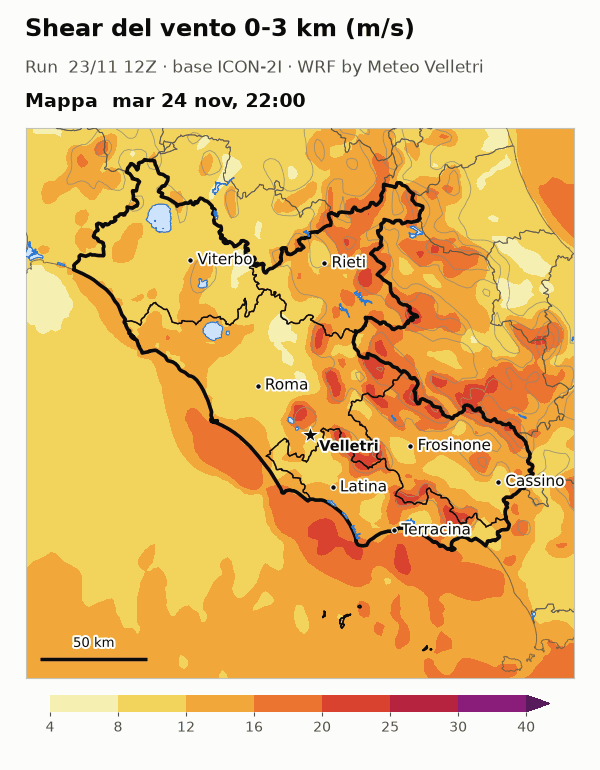 Shear del vento 0-3 km (m/s)
Run  23/11 12Z · base ICON-2I · WRF by Meteo Velletri
Mappa  mar 24 nov, 22:00
Viterbo
Rieti
Roma
Velletri
Frosinone
Cassino
Latina
Terracina
50 km
4 8 12 16 20 25 30 40